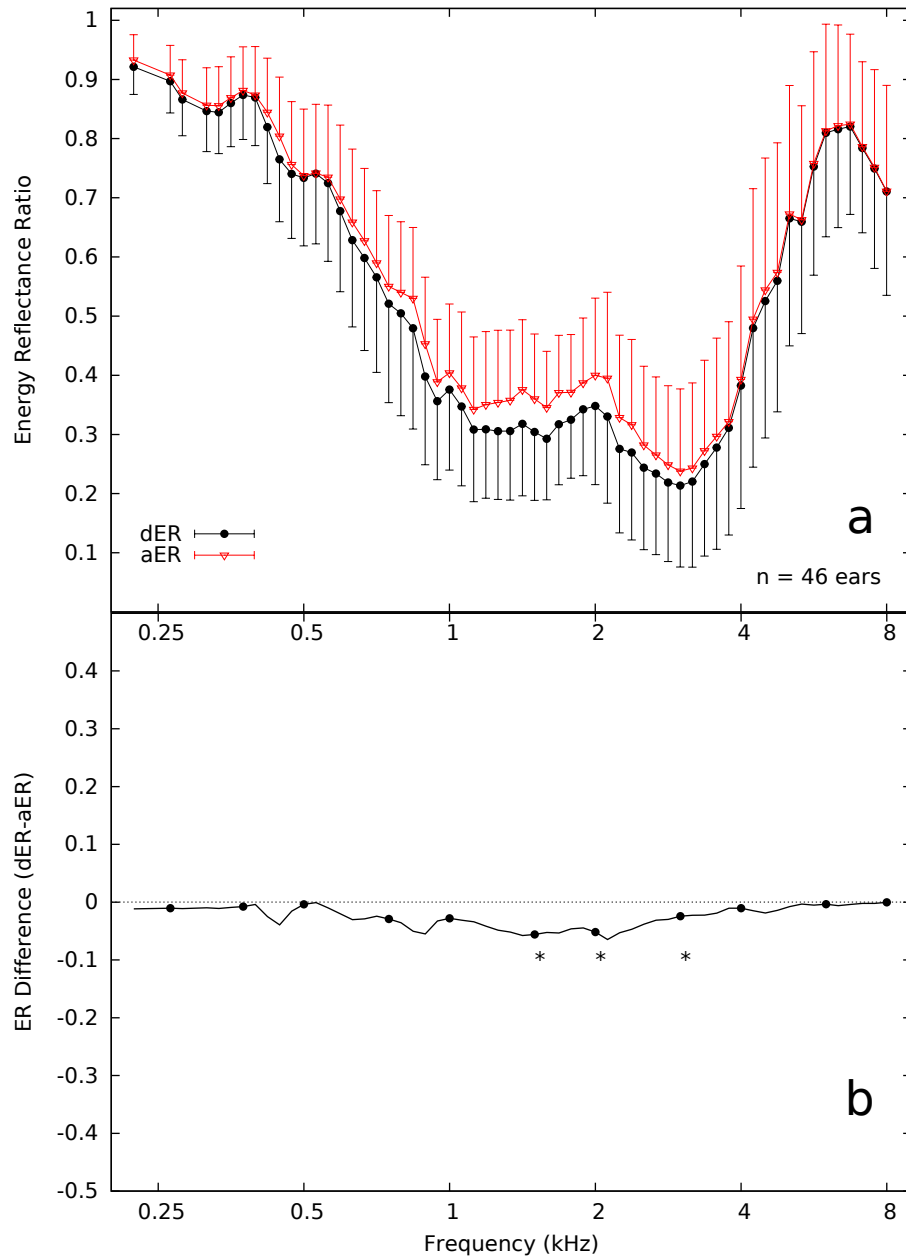 1
0.9
0.8
0.7
0.6
0.5
0.4
0.3
0.2
0.1
Energy Reflectance Ratio
dER
aER
a
n = 46 ears
0.25 0.5 1 2 4 8
0.4
0.3
0.2
0.1
0
-0.1
-0.2
-0.3
-0.4
-0.5
ER Difference (dER-aER)
* * *
b
0.25 0.5 1 2 4 8
Frequency (kHz)